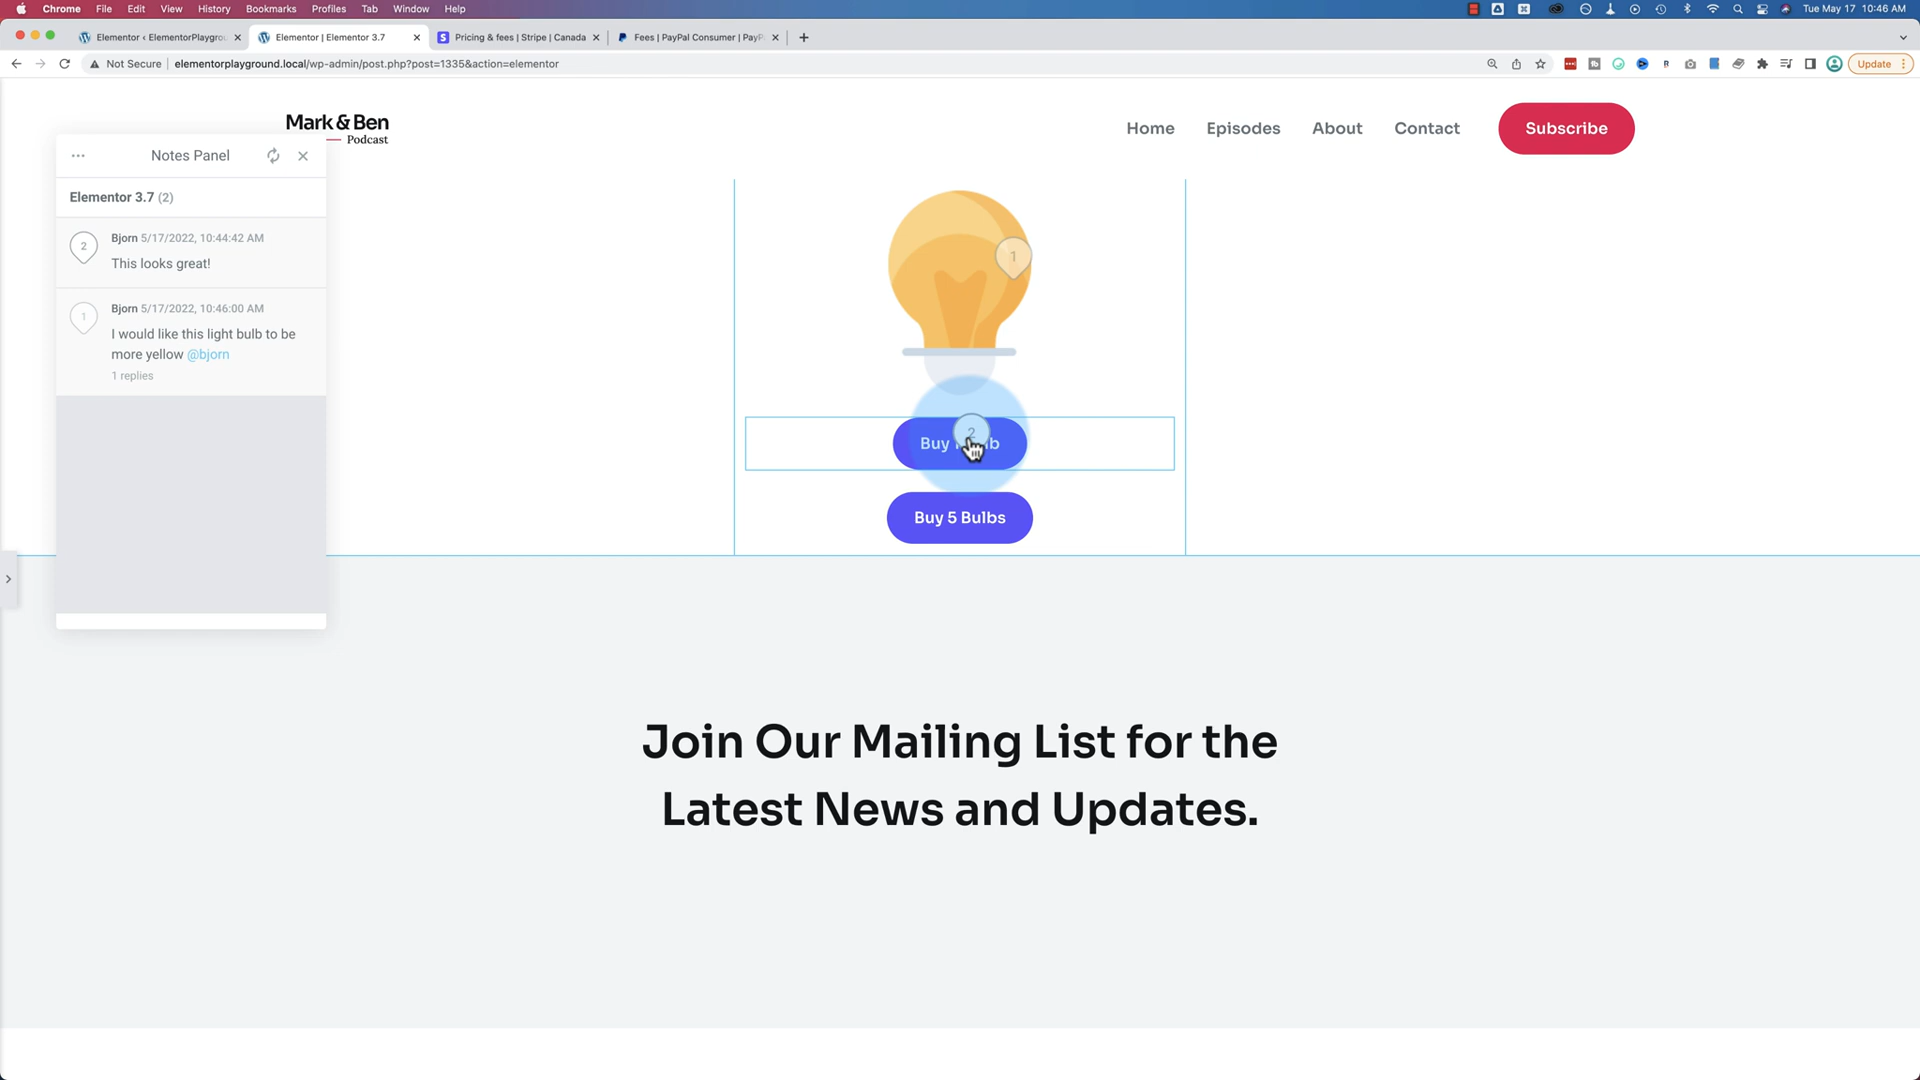 Chrome File Edit View History Bookmarks Profiles Tab Window Help
Tue May 17 10:46 AM
Elementor ‹ ElementorPlaygrou
Elementor | Elementor 3.7
Pricing & fees | Stripe | Canada
Fees | PayPal Consumer | PayP
Not Secure
elementorplayground.local/wp-admin/post.php?post=1335&action=elementor
Update
Mark & Ben
Podcast
Home Episodes About Contact Subscribe
Notes Panel
Elementor 3.7 (2)
2
Bjorn 5/17/2022, 10:44:42 AM
This looks great!
1
Bjorn 5/17/2022, 10:46:00 AM
I would like this light bulb to be
more yellow @bjorn
1 replies
1
2
Buy
Buy 5 Bulbs
Join Our Mailing List for the
Latest News and Updates.